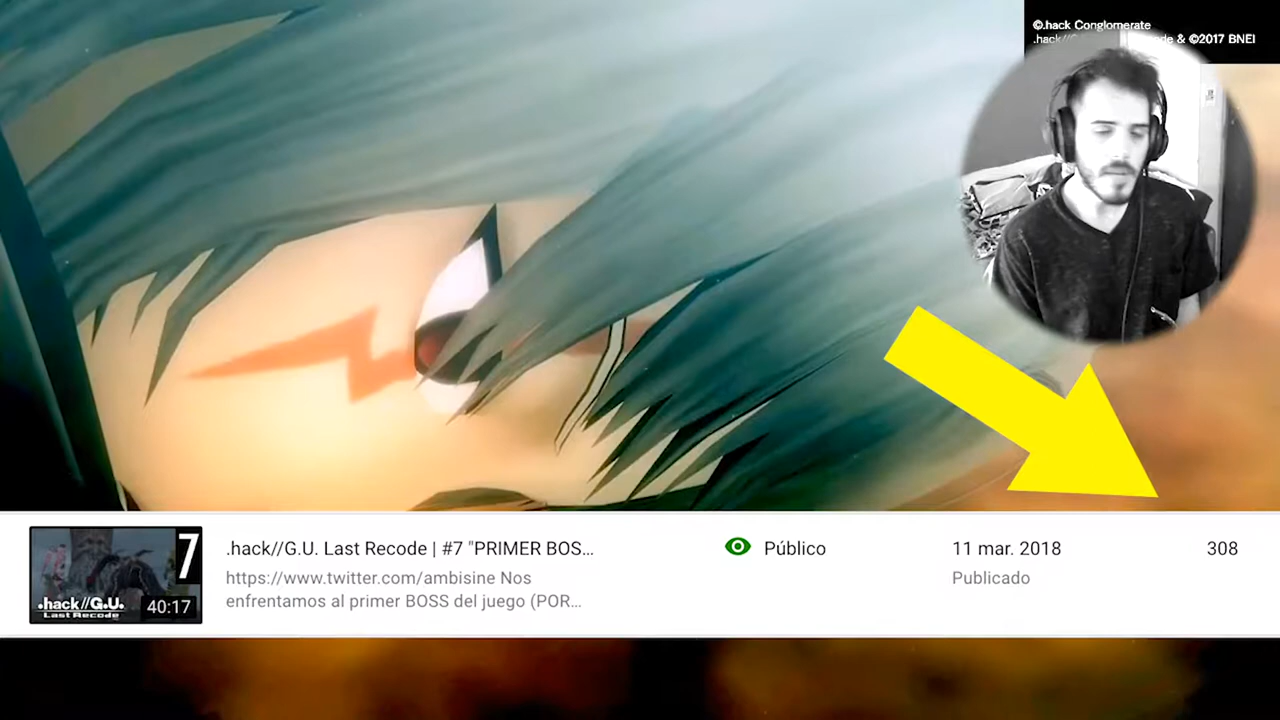 ©.hack Conglomerate
.hack// & ©2017 BNEI
7
.hack//G.U.
Last Recode
40:17
.hack//G.U. Last Recode | #7 "PRIMER BOS...
https://www.twitter.com/ambisine Nos
enfrentamos al primer BOSS del juego (POR...
Público
11 mar. 2018
Publicado
308